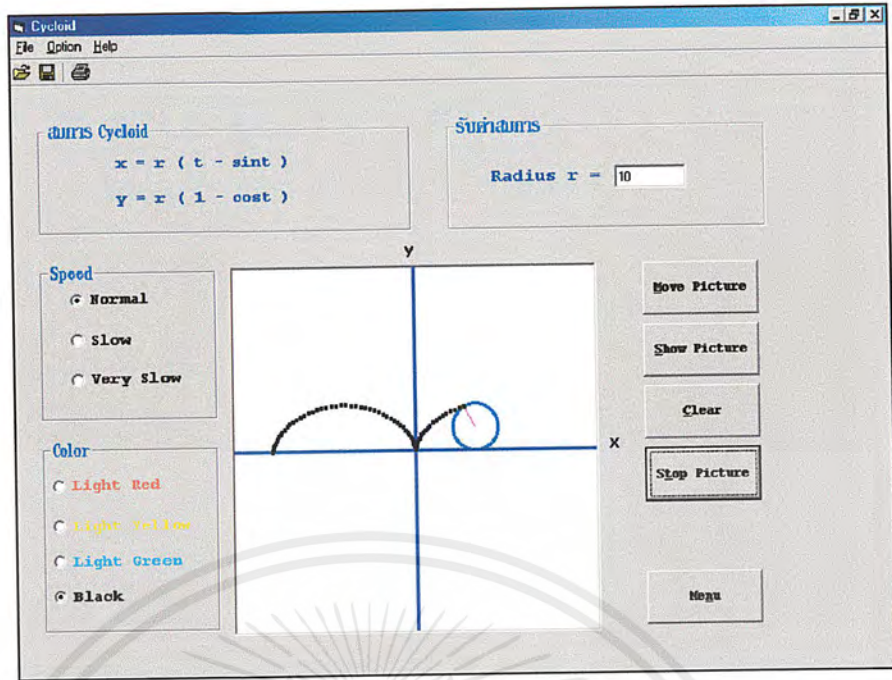 Cycloid
File Option Help
สมการ Cycloid
x = r ( t - sint )
y = r ( 1 - cost )
รับค่าสมการ
Radius r = 10
Speed
Normal
Slow
Very Slow
Color
Light Red
Light Yellow
Light Green
Black
y
x
Move Picture
Show Picture
Clear
Stop Picture
Menu